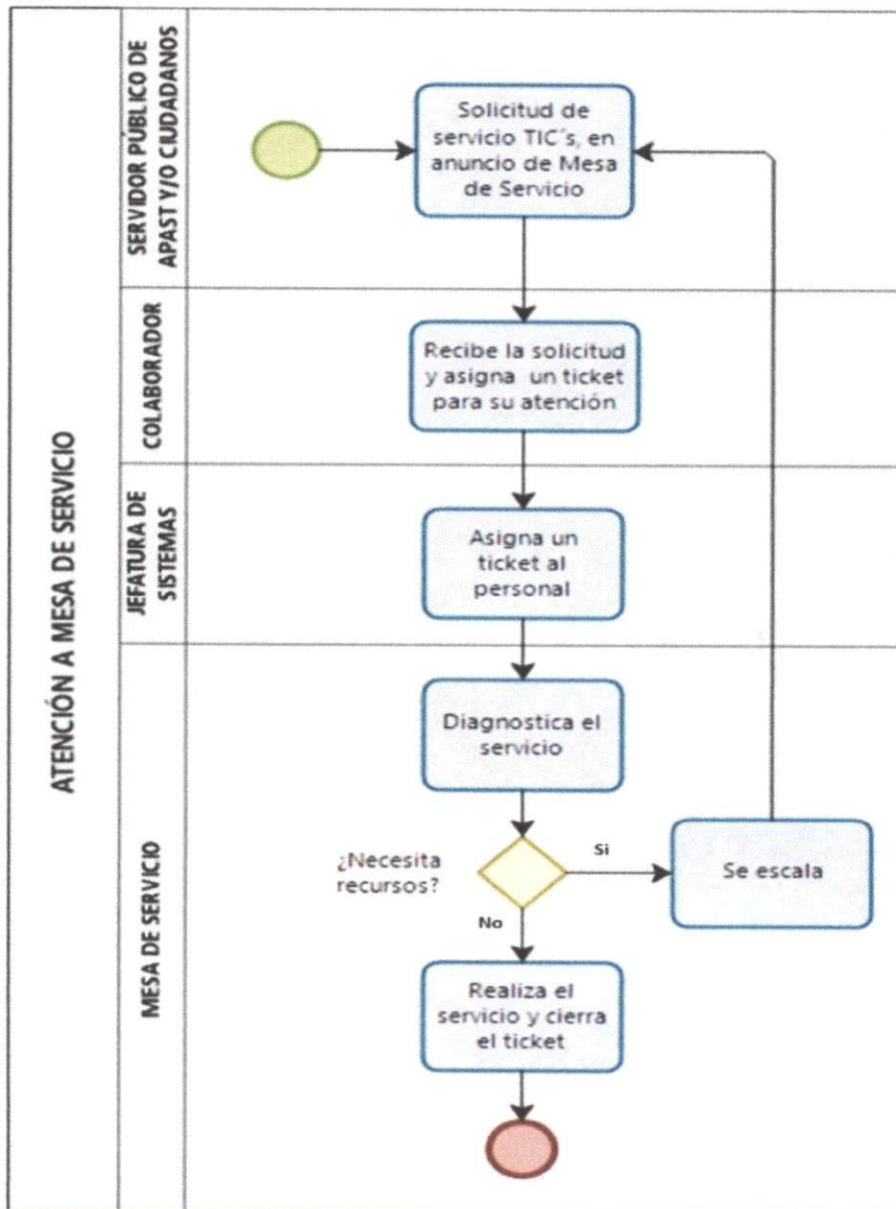 ATENCIÓN A MESA DE SERVICIO
SERVIDOR PÚBLICO DE
APAST Y/O CIUDADANOS
Solicitud de
servicio TIC´s, en
anuncio de Mesa
de Servicio
COLABORADOR
Recibe la solicitud
y asigna un ticket
para su atención
JEFATURA DE
SISTEMAS
Asigna un
ticket al
personal
MESA DE SERVICIO
Diagnostica el
servicio
¿Necesita
recursos?
Si
Se escala
No
Realiza el
servicio y cierra
el ticket